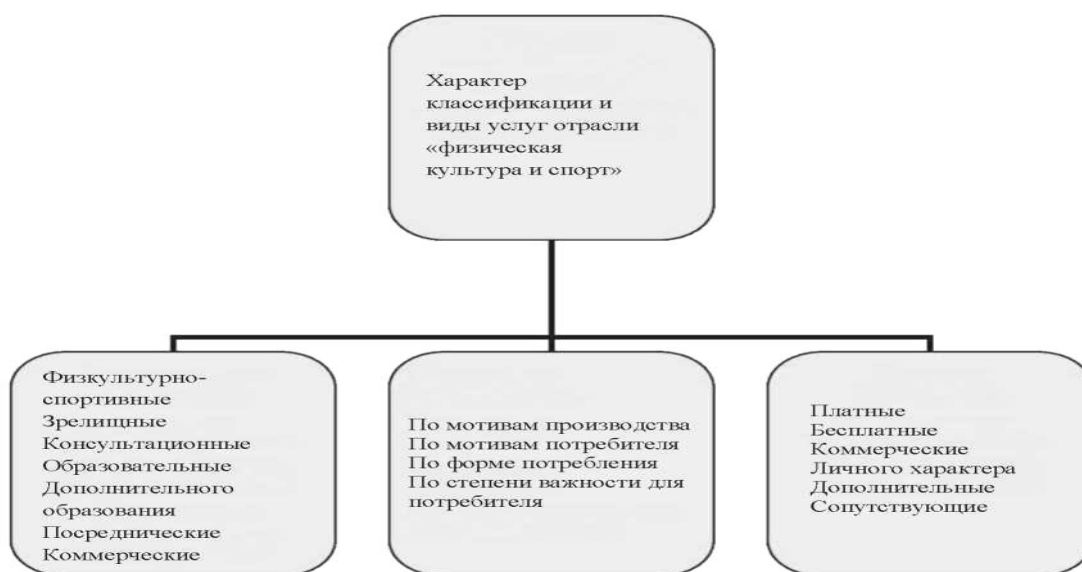 Характер
классификации и
виды услуг отрасли
«физическая
культура и спорт»
Физкультурно-
спортивные
Зрелищные
Консультационные
Образовательные
Дополнительного
образования
Посреднические
Коммерческие
По мотивам производства
По мотивам потребителя
По форме потребления
По степени важности для
потребителя
Платные
Бесплатные
Коммерческие
Личного характера
Дополнительные
Сопутствующие